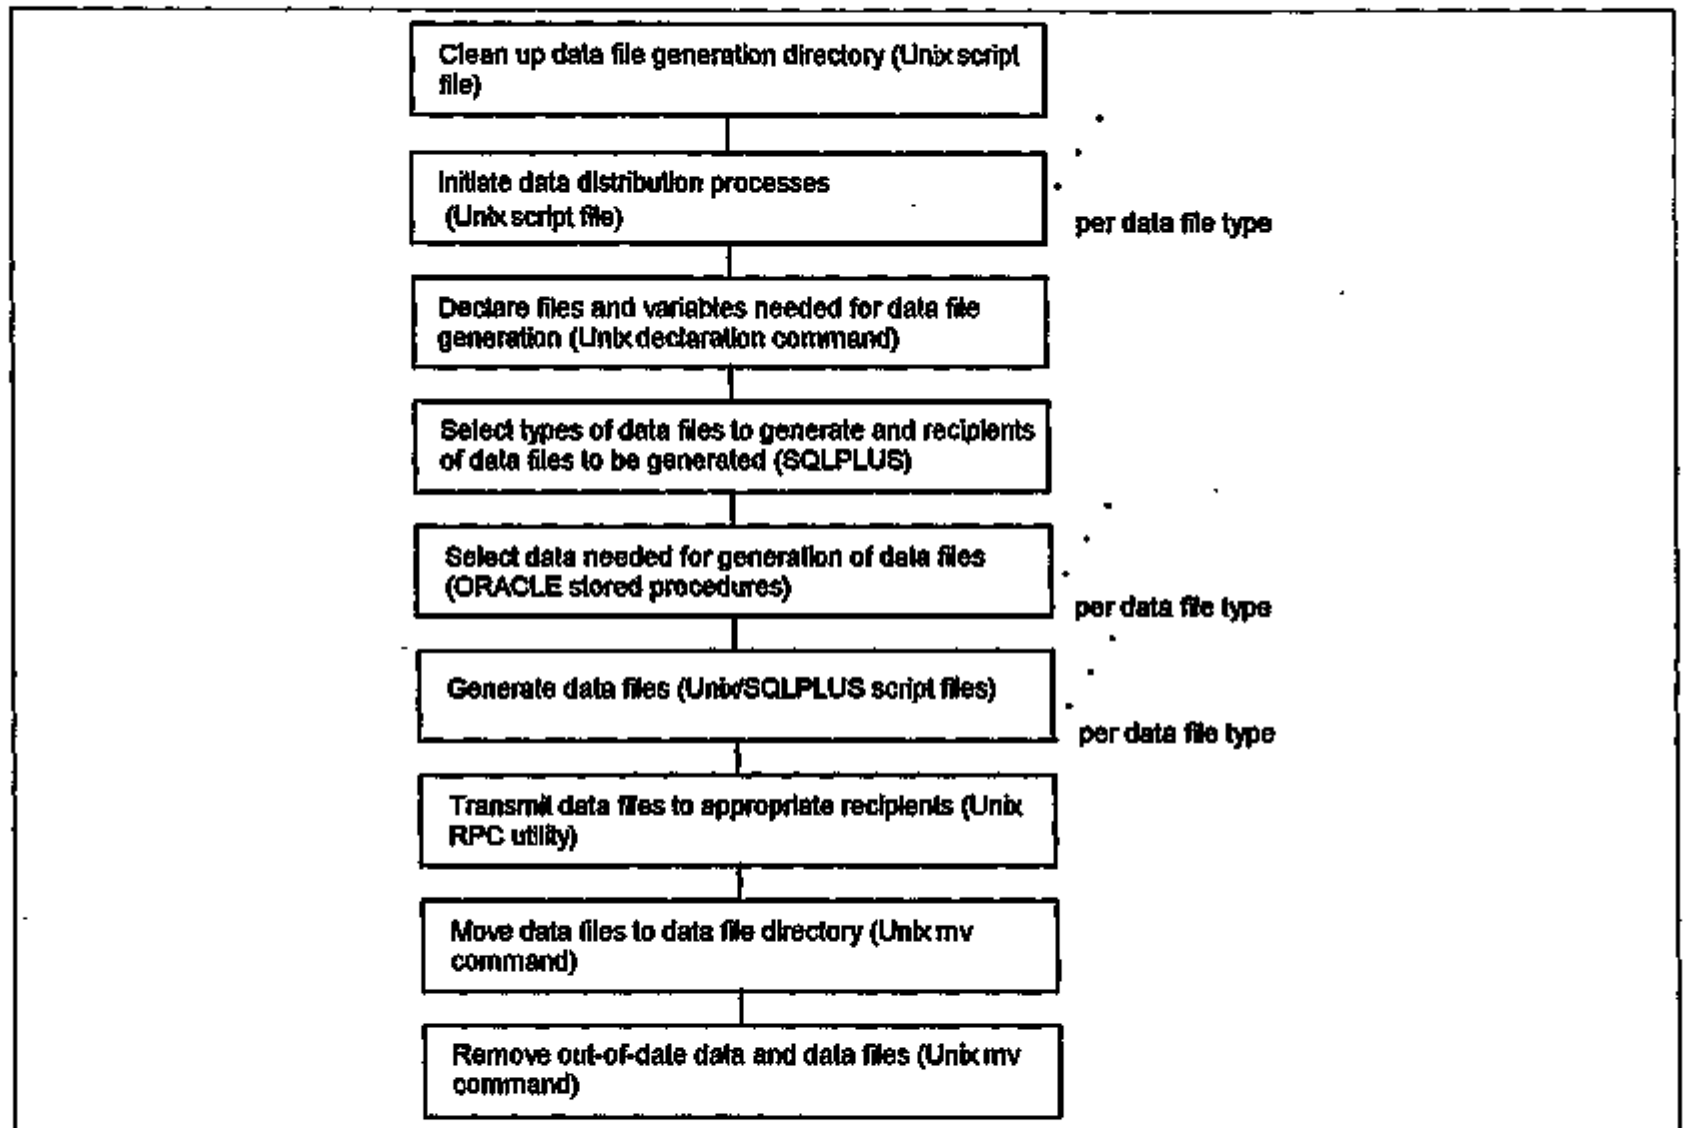 Clean up data file generation directory (Unix script
file)
Initiate data distribution processes
(Unix script file)
per data file type
Declare files and variables needed for data file
generation (Unix declaration command)
Select types of data files to generate and recipients
of data files to be generated (SQLPLUS)
Select data needed for generation of data files
(ORACLE stored procedures)
per data file type
Generate data files (Unix/SQLPLUS script files)
per data file type
Transmit data files to appropriate recipients (Unix
RPC utility)
Move data files to data file directory (Unix mv
command)
Remove out-of-date data and data files (Unix mv
command)